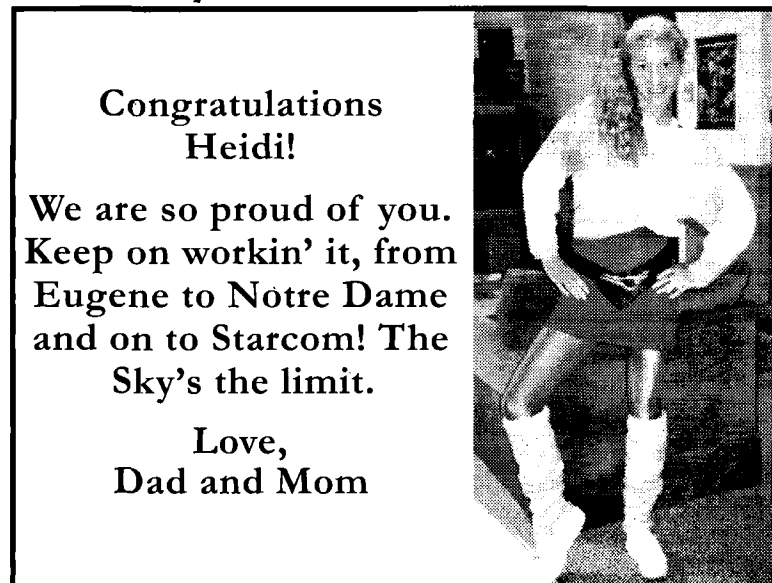 Congratulations
Heidi!
We are so proud of you.
Keep on workin' it, from
Eugene to Notre Dame
and on to Starcom! The
Sky's the limit.
Love,
Dad and Mom